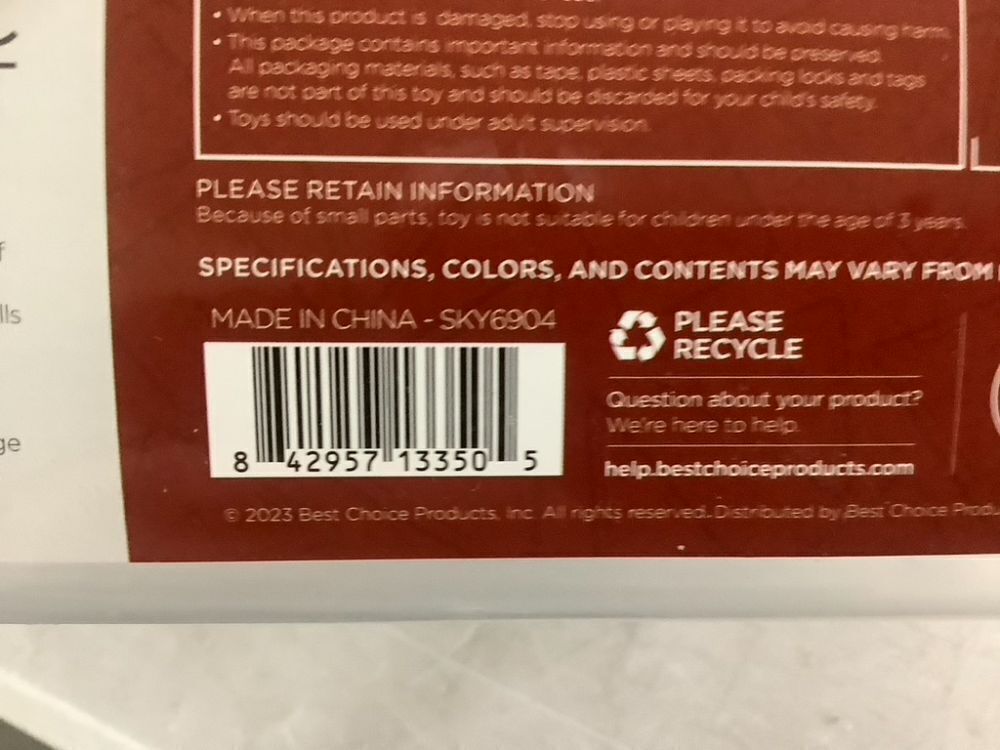 • When this product is damaged, stop using or playing it to avoid causing harm.
• This package contains important information and should be preserved.
All packaging materials, such as tape, plastic sheets, packing locks and tags
are not part of this toy and should be discarded for your child's safety.
• Toys should be used under adult supervision.
PLEASE RETAIN INFORMATION
Because of small parts, toy is not suitable for children under the age of 3 years.
SPECIFICATIONS, COLORS, AND CONTENTS MAY VARY FROM
MADE IN CHINA - SKY6904
PLEASE
RECYCLE
8 42957 13350 5
Question about your product?
We're here to help.
help.bestchoiceproducts.com
© 2023 Best Choice Products, Inc. All rights reserved. Distributed by Best Choice Prod
lls
ge